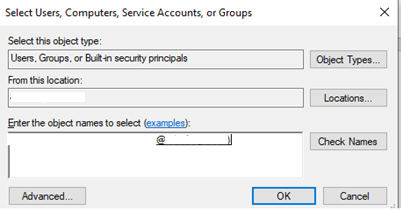 Select Users, Computers, Service Accounts, or Groups
Select this object type:
Users, Groups, or Built-in security principals
Object Types...
From this location:
Locations...
Enter the object names to select (examples):
@
)
Check Names
Advanced...
OK
Cancel